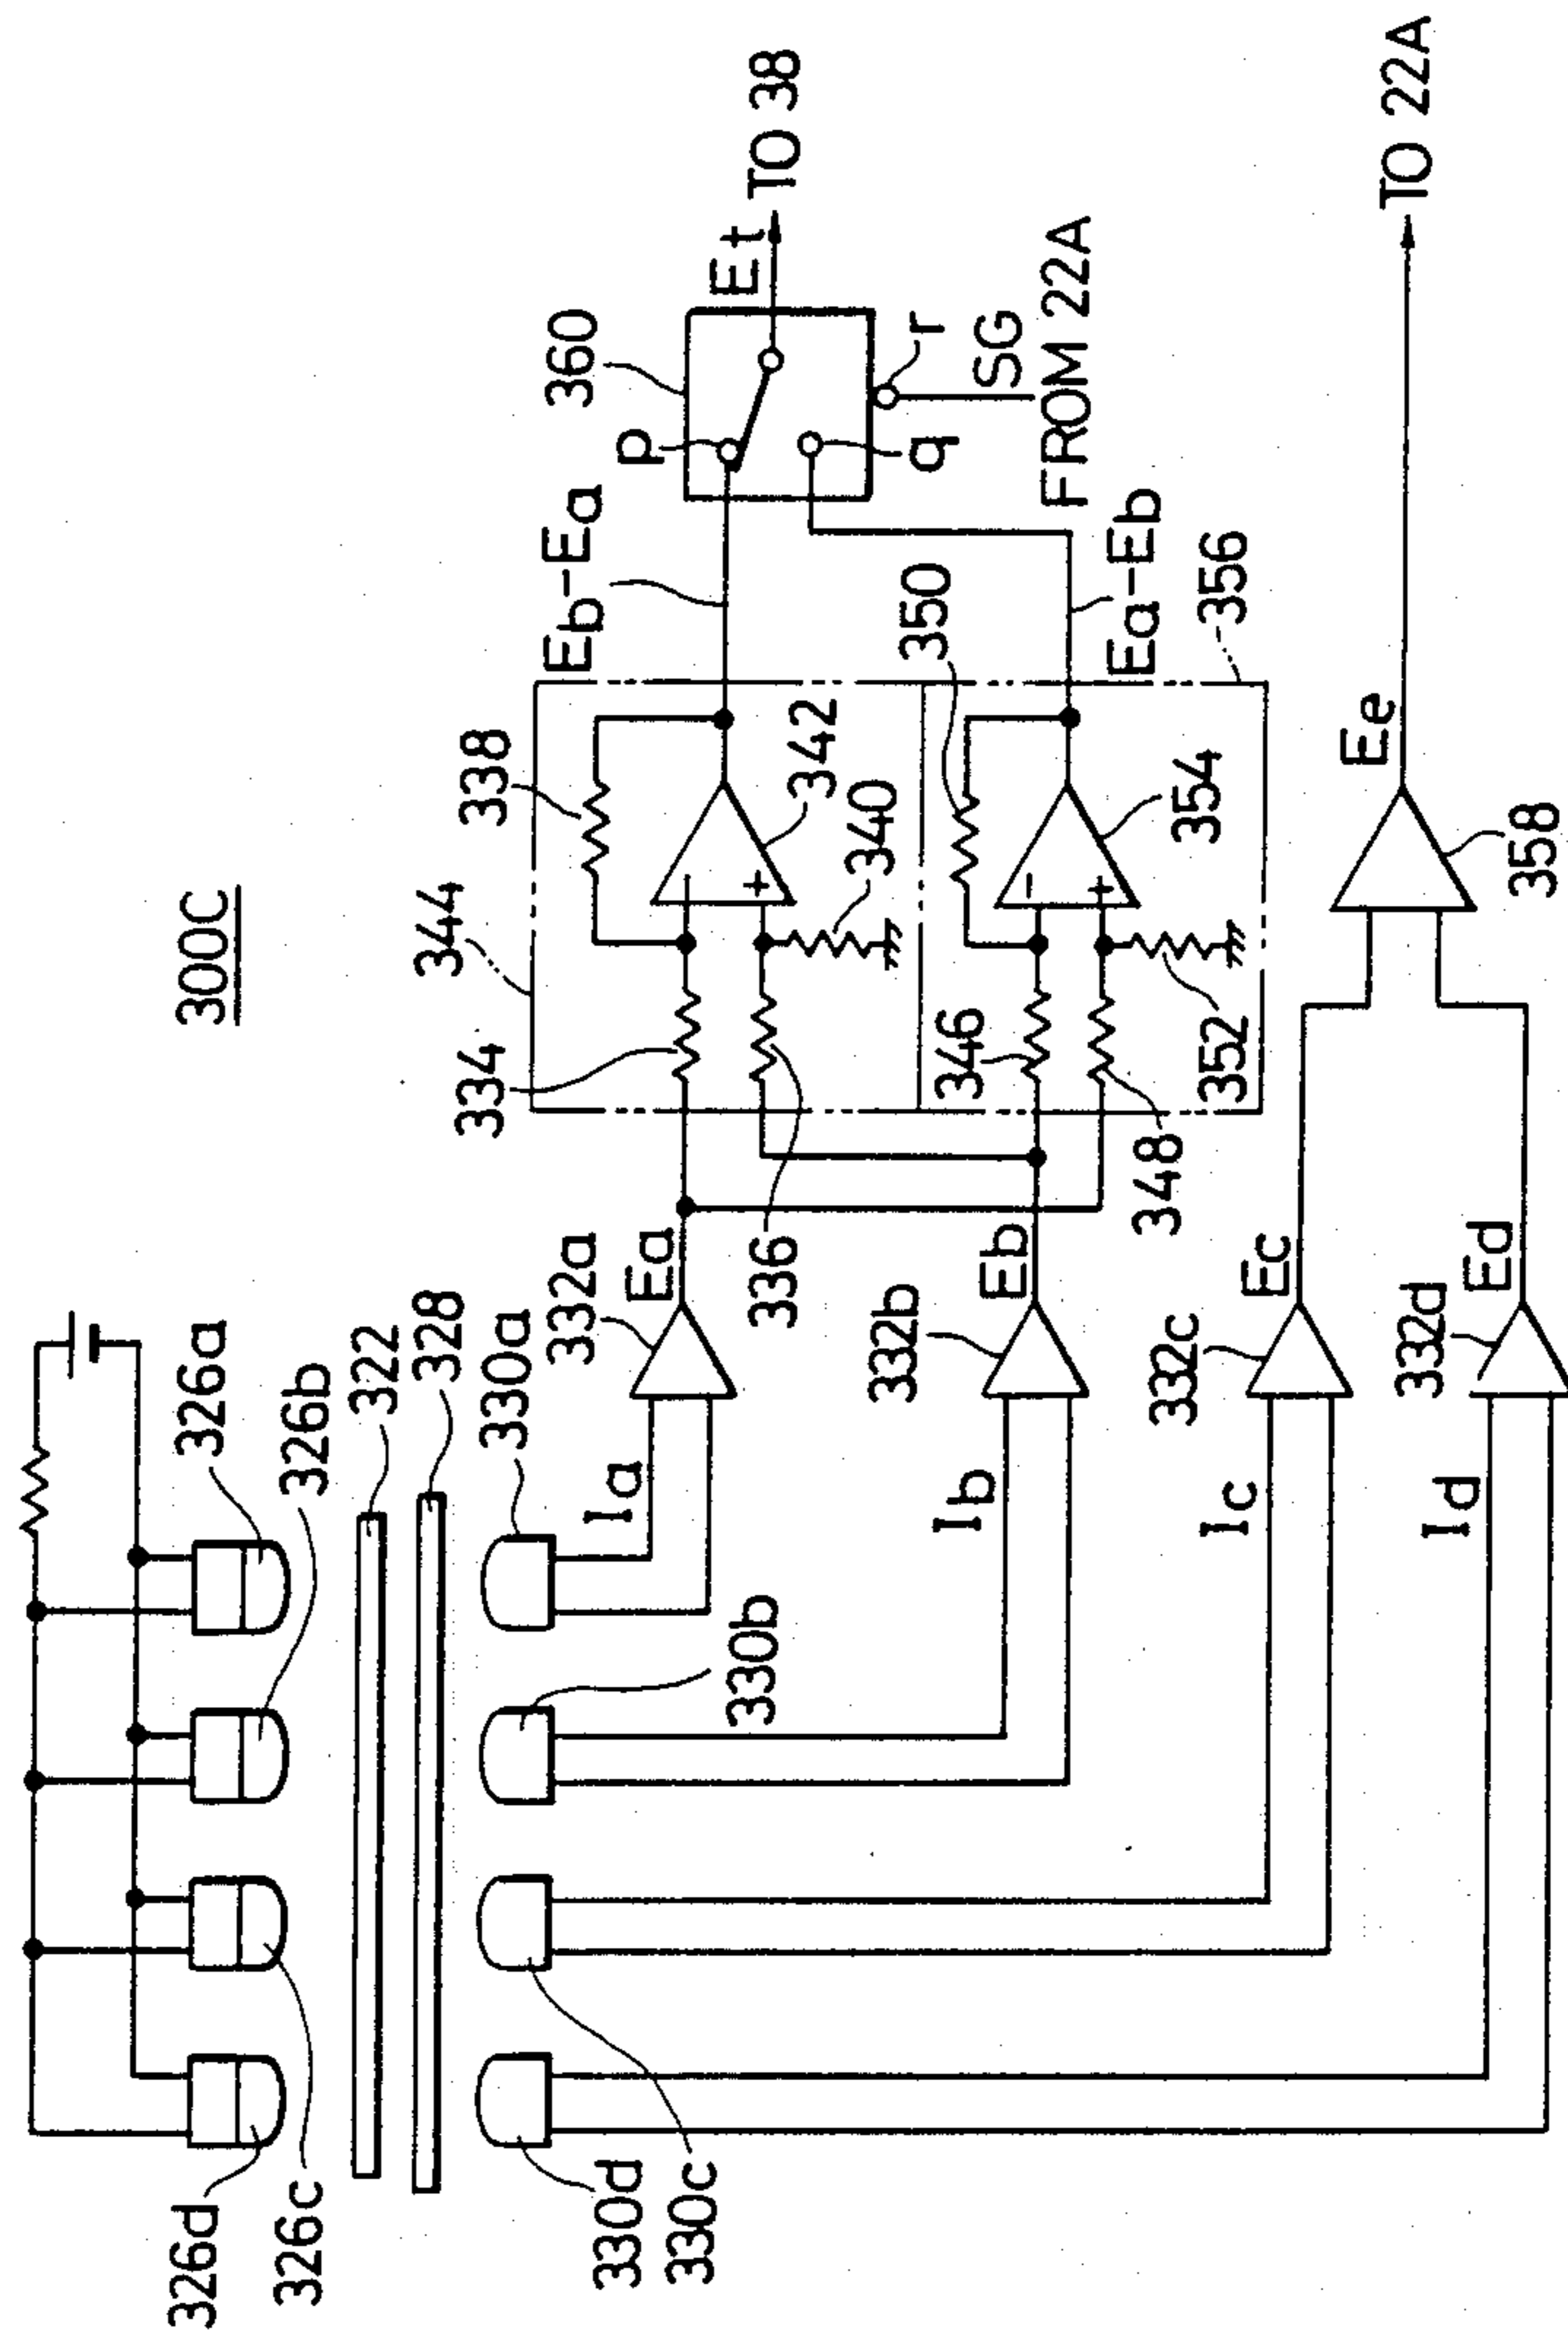 300C
326a
326b
326c
326d
322
328
330a
330b
330c
330d
Ia
Ib
Ic
Id
332a
332b
332c
332d
Ea
Eb
Ec
Ed
334
336
338
340
342
344
346
348
350
352
354
356
358
Eb-Ea
Ea-Eb
Ee
360
p
q
r
SG
FROM 22A
Et
TO 38
TO 22A
-
+
-
+